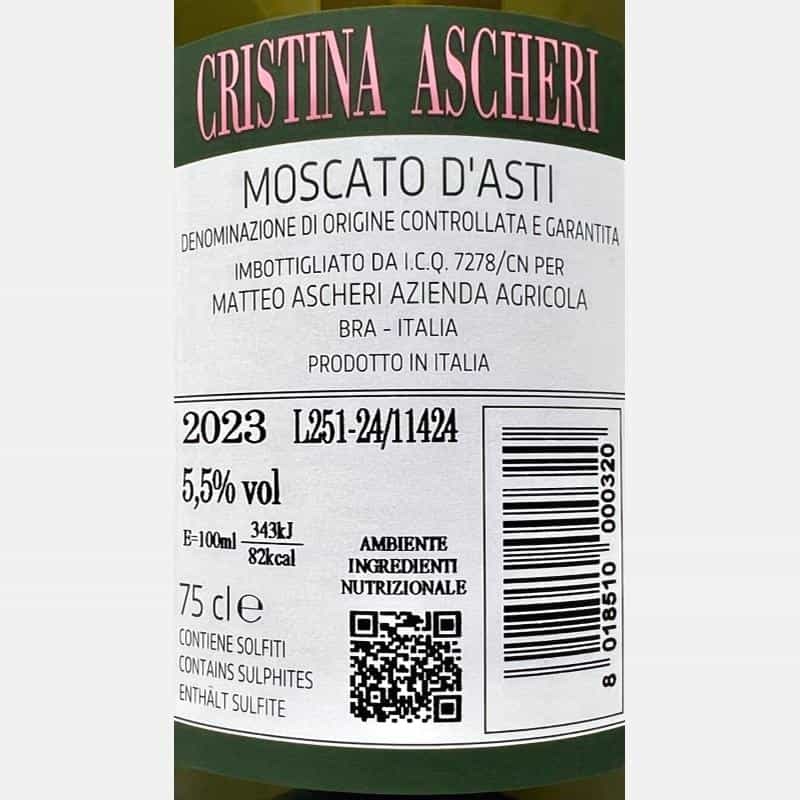 CRISTINA ASCHERI
MOSCATO D'ASTI
DENOMINAZIONE DI ORIGINE CONTROLLATA E GARANTITA
IMBOTTIGLIATO DA I.C.Q. 7278/CN PER
MATTEO ASCHERI AZIENDA AGRICOLA
BRA - ITALIA
PRODOTTO IN ITALIA
2023 L251-24/11424
5,5% vol
E=100ml 343kJ
82kcal
75 cl e
CONTIENE SOLFITI
CONTAINS SULPHITES
ENTHÄLT SULFITE
AMBIENTE
INGREDIENTI
NUTRIZIONALE
8 018510 000320